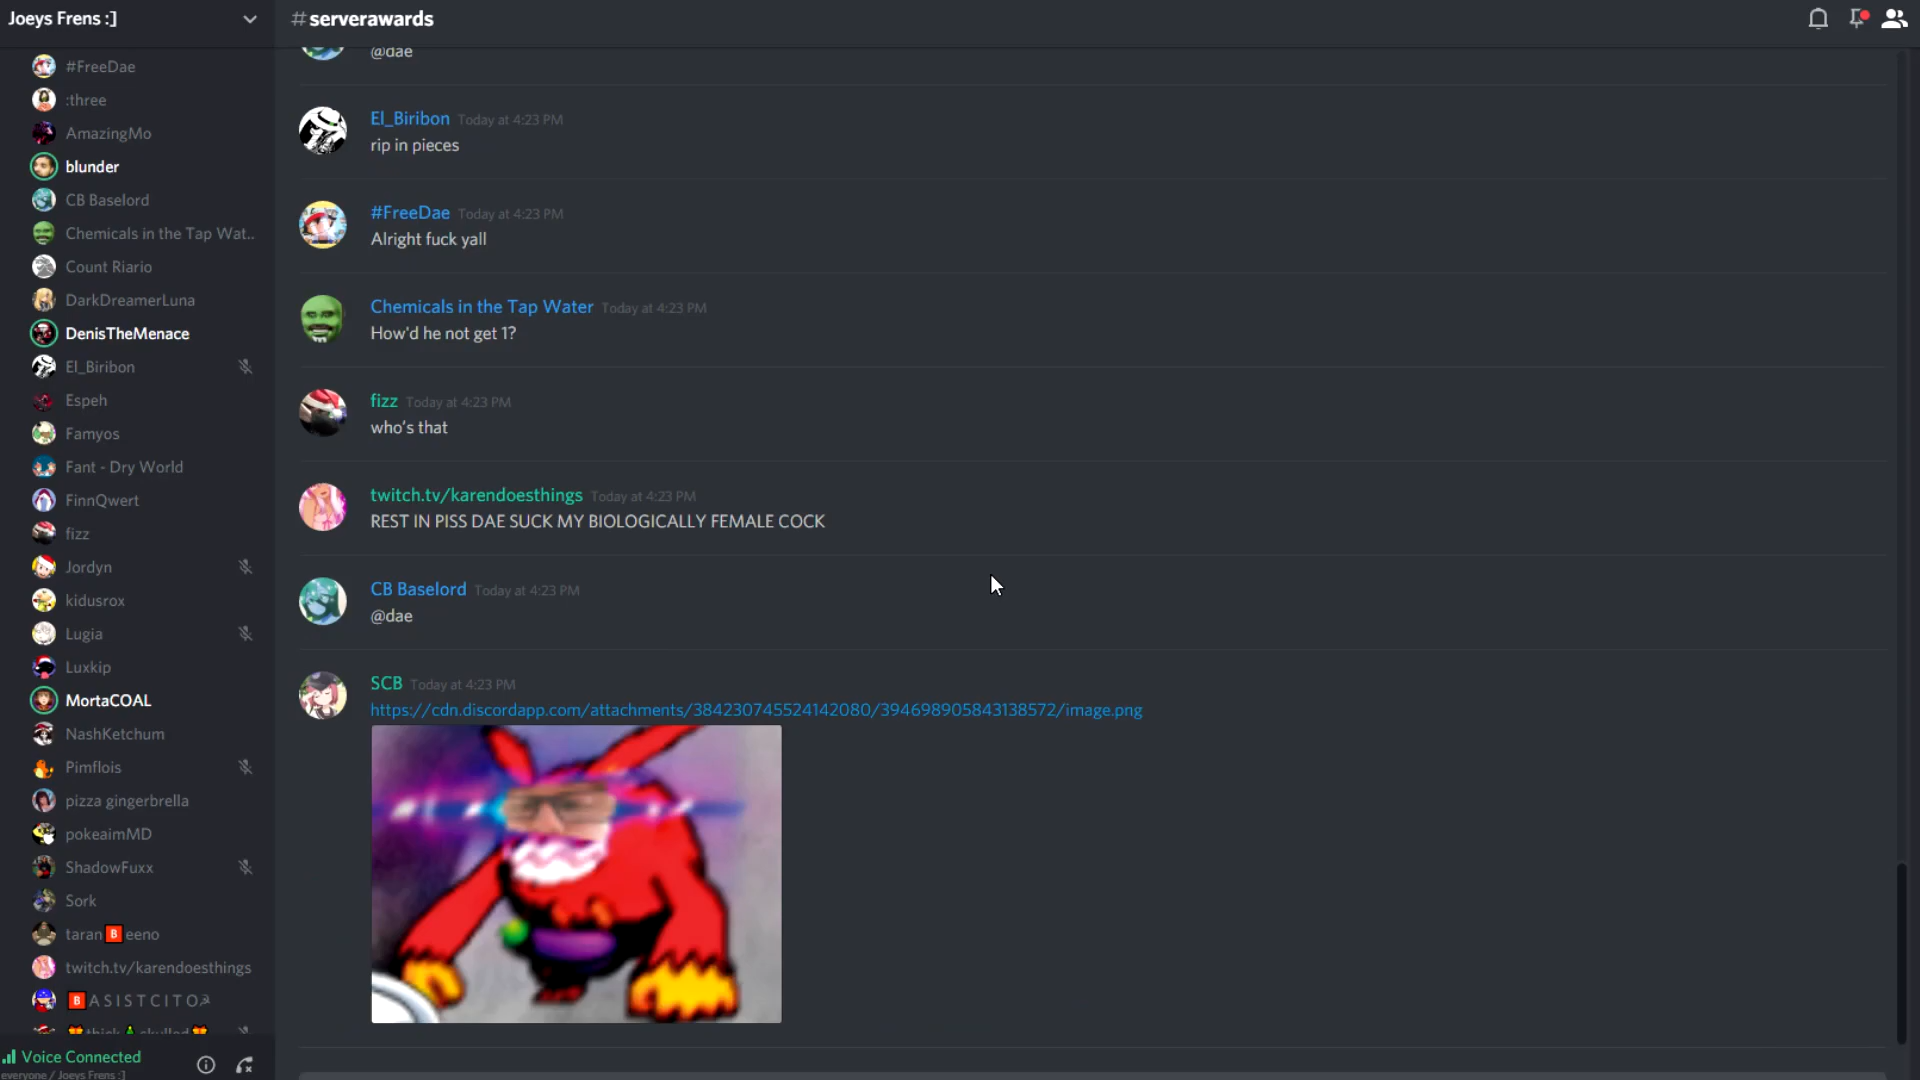 Joeys Frens :]
#FreeDae
:three
AmazingMo
blunder
CB Baselord
Chemicals in the Tap Wat..
Count Riario
DarkDreamerLuna
DenisTheMenace
El_Biribon
Espeh
Famyos
Fant - Dry World
FinnQwert
fizz
Jordyn
kidusrox
Lugia
Luxkip
MortaCOAL
NashKetchum
Pimflois
pizza gingerbrella
pokeaimMD
ShadowFuxx
Sork
taran B eeno
twitch.tv/karendoesthings
B A S I S T C I T O ☭
Voice Connected
everyone / Joeys Frens :]
# serverawards
@dae
El_Biribon Today at 4:23 PM
rip in pieces
#FreeDae Today at 4:23 PM
Alright fuck yall
Chemicals in the Tap Water Today at 4:23 PM
How'd he not get 1?
fizz Today at 4:23 PM
who's that
twitch.tv/karendoesthings Today at 4:23 PM
REST IN PISS DAE SUCK MY BIOLOGICALLY FEMALE COCK
CB Baselord Today at 4:23 PM
@dae
SCB Today at 4:23 PM
https://cdn.discordapp.com/attachments/384230745524142080/394698905843138572/image.png